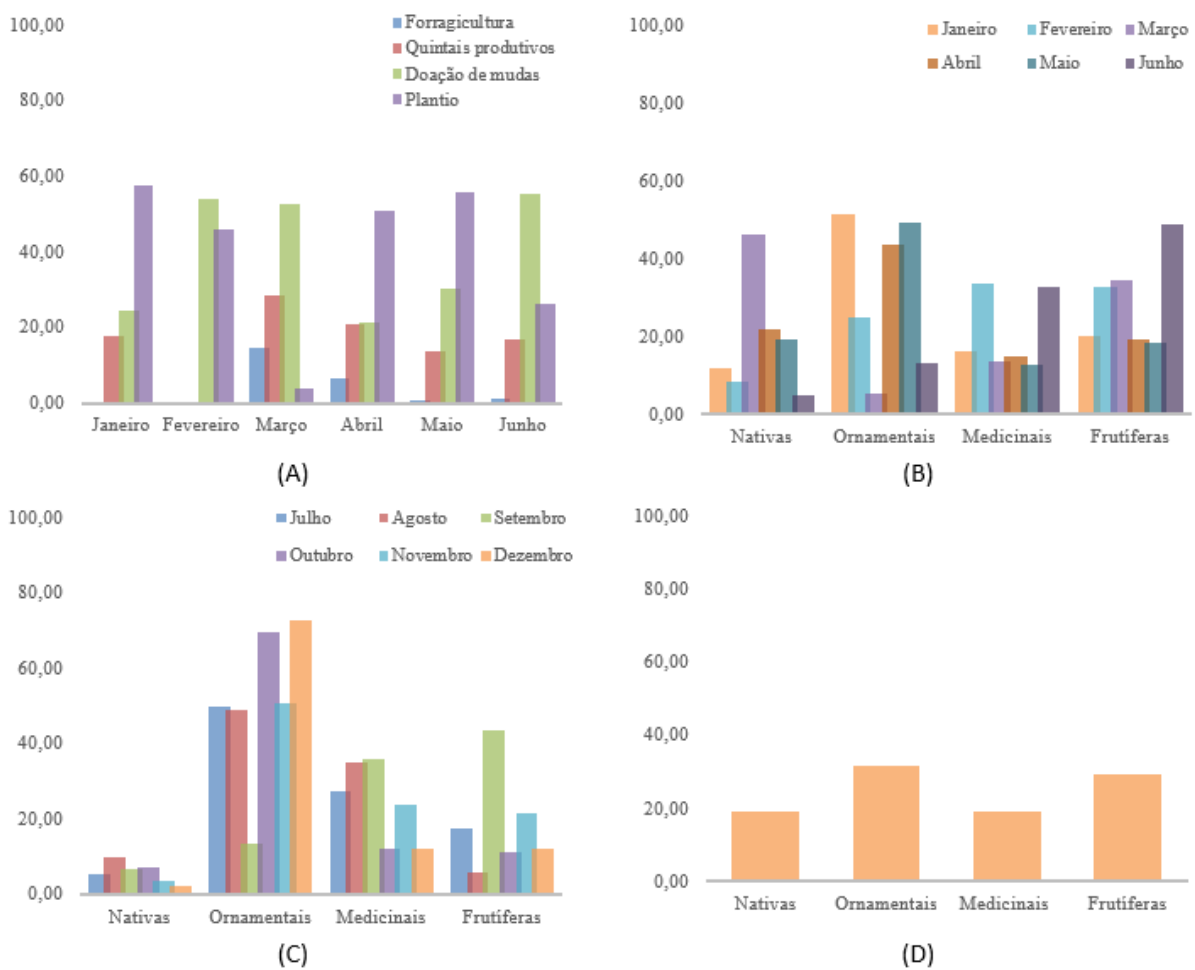 100,00
80,00
60,00
40,00
20,00
0,00
Forragicultura
Quintais produtivos
Doação de mudas
Plantio
Janeiro Fevereiro Março Abril Maio Junho
(A)
100,00
80,00
60,00
40,00
20,00
0,00
Janeiro Fevereiro Março
Abril Maio Junho
Nativas Ornamentais Medicinais Frutíferas
(B)
100,00
80,00
60,00
40,00
20,00
0,00
Julho Agosto Setembro
Outubro Novembro Dezembro
Nativas Ornamentais Medicinais Frutíferas
(C)
100,00
80,00
60,00
40,00
20,00
0,00
Nativas Ornamentais Medicinais Frutíferas
(D)